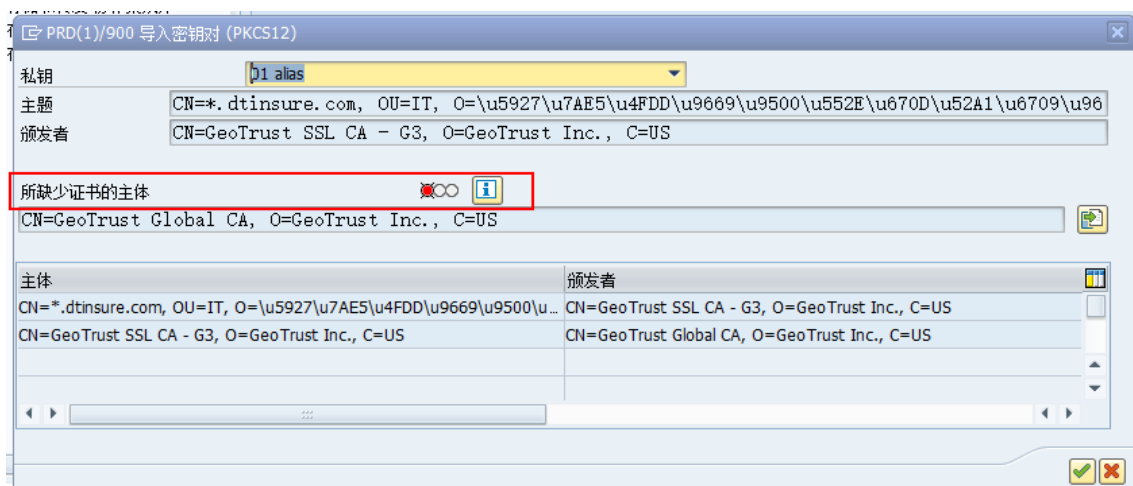 PRD(1)/900 导入密钥对 (PKCS12)
私钥 01 alias
主题 CN=*.dtinsure.com, OU=IT, O=\u5927\u7AE5\u4FDD\u9669\u9500\u552E\u670D\u52A1\u6709\u96
颁发者 CN=GeoTrust SSL CA - G3, O=GeoTrust Inc., C=US
所缺少证书的主体
CN=GeoTrust Global CA, O=GeoTrust Inc., C=US
主体 颁发者
CN=*.dtinsure.com, OU=IT, O=\u5927\u7AE5\u4FDD\u9669\u9500\u... CN=GeoTrust SSL CA - G3, O=GeoTrust Inc., C=US
CN=GeoTrust SSL CA - G3, O=GeoTrust Inc., C=US CN=GeoTrust Global CA, O=GeoTrust Inc., C=US